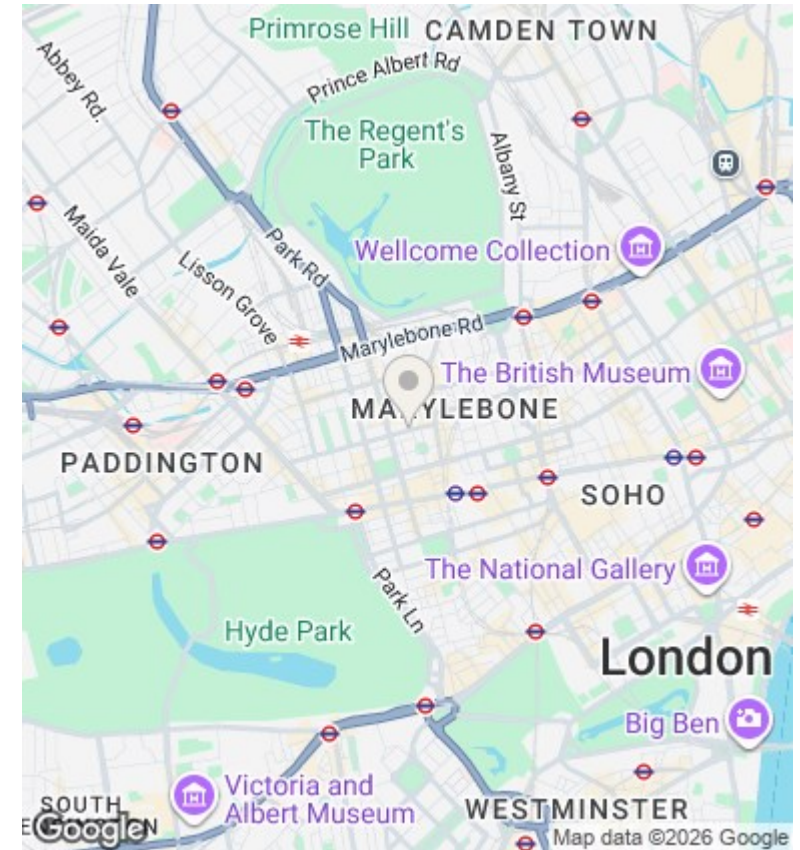 Primrose Hill
CAMDEN TOWN
Abbey Rd.
Prince Albert Rd
The Regent's
Park
Albany St
Maida Vale
Park Rd
Wellcome Collection
Lisson Grove
Marylebone Rd
The British Museum
MARYLEBONE
PADDINGTON
SOHO
The National Gallery
Park Ln
Hyde Park
London
Big Ben
Victoria and
Albert Museum
SOUTH
WESTMINSTER
Google
Map data ©2026 Google